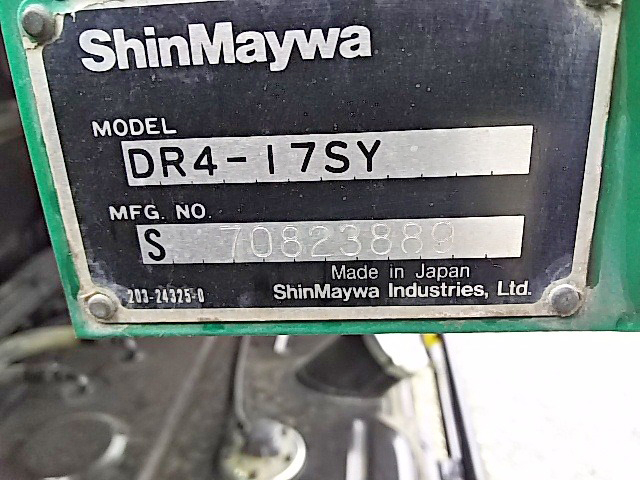 ShinMaywa
MODEL
DR4-17SY
MFG. NO.
S 70823889
Made in Japan
203-24325-0
ShinMaywa Industries, Ltd.